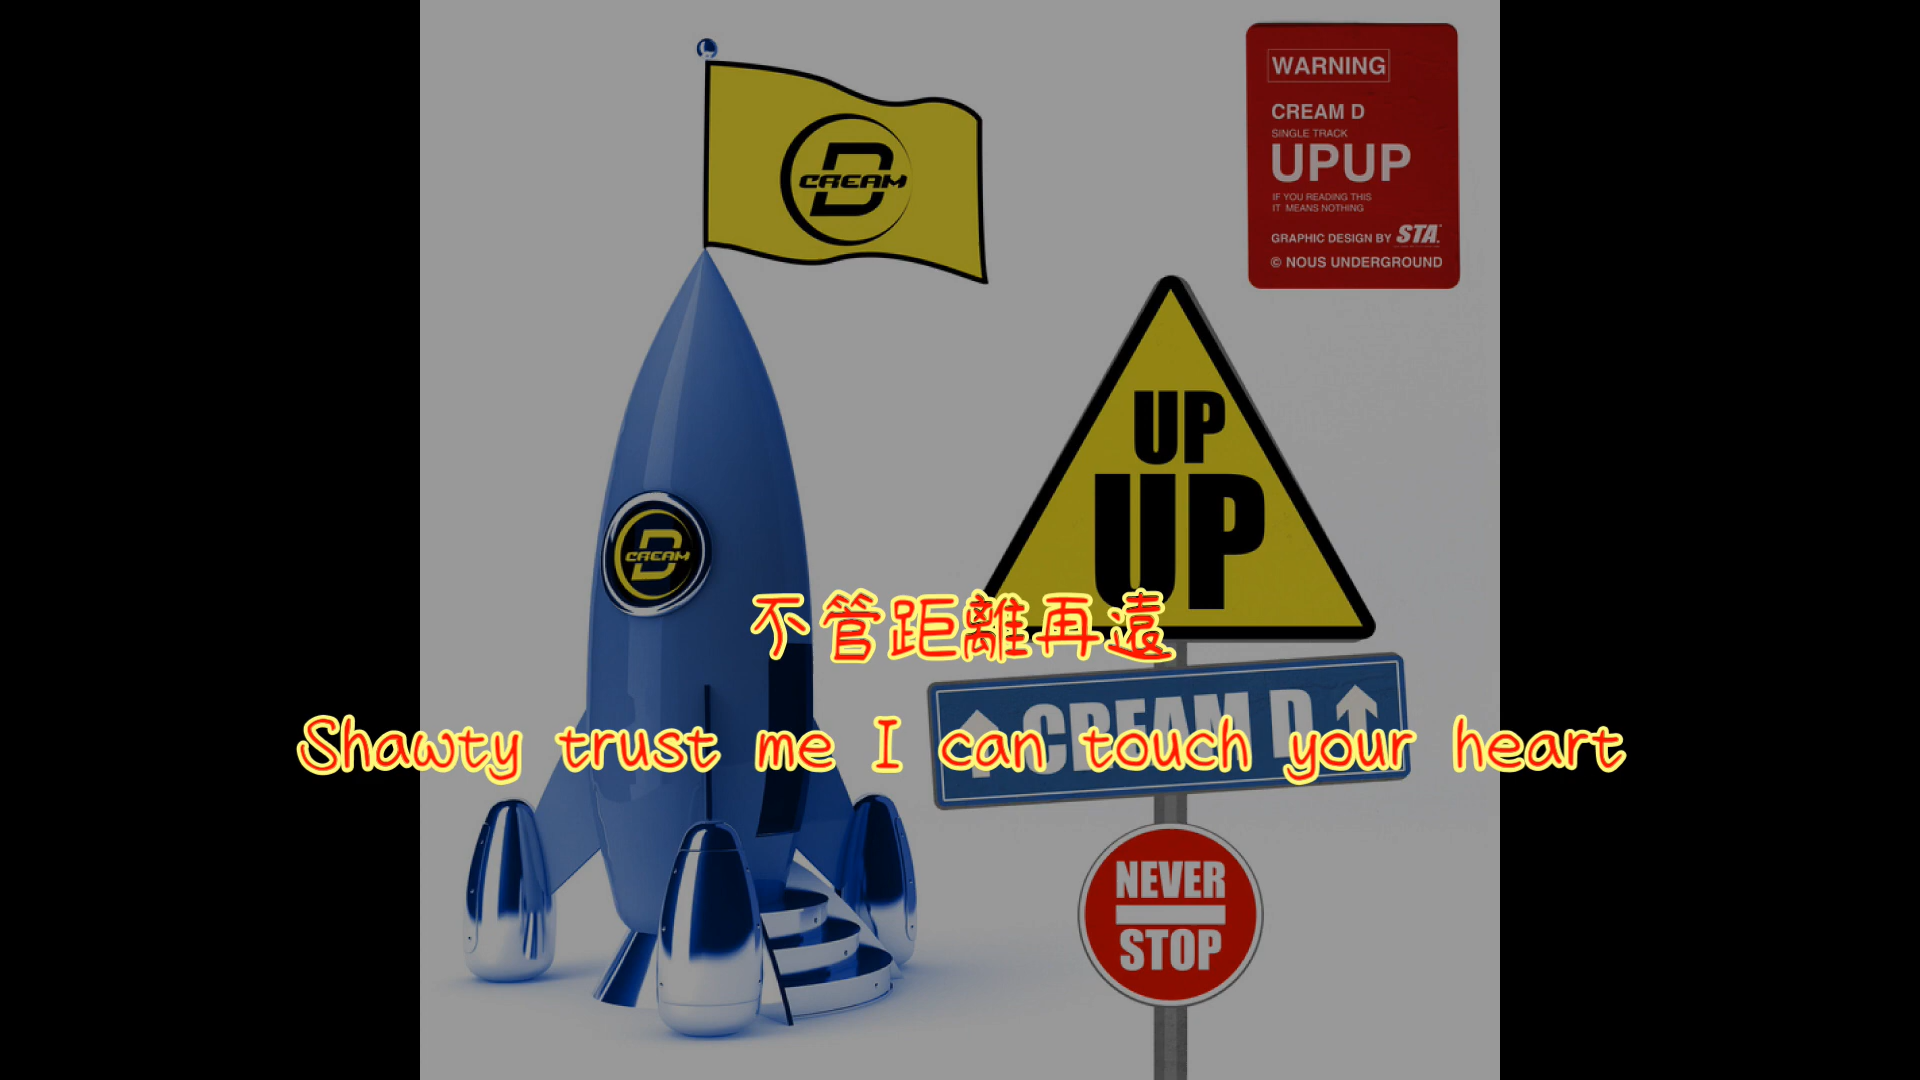 D
CREAM
WARNING
CREAM D
SINGLE TRACK
UPUP
IF YOU READING THIS
IT MEANS NOTHING
GRAPHIC DESIGN BY STA.
© NOUS UNDERGROUND
UP
UP
D
CREAM
不管距離再遠
CREAM D
Shawty trust me I can touch your heart
NEVER
STOP